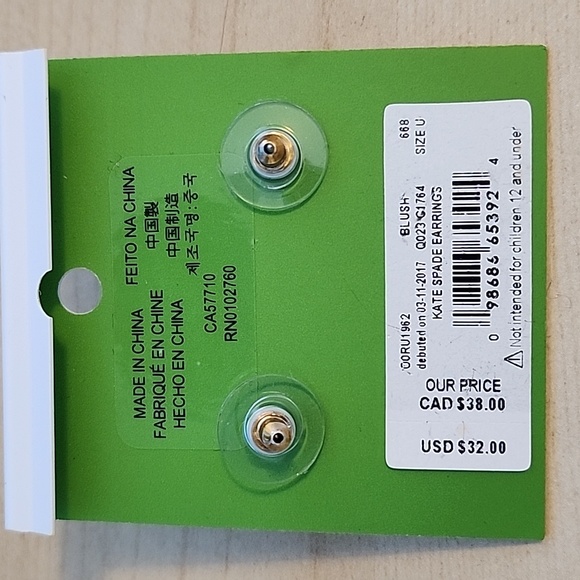 MADE IN CHINA FEITO NA CHINA
FABRIQUÉ EN CHINE 中国製
HECHO EN CHINA 中国制造
제조국명:중국
CA57710
RN0102760
00RU1962 BLUSH 668
debuted on 03-11-2017 SIZE U
KATE SPADE EARRINGS
0 98686 65392 4
⚠ Not intended for children 12 and under
OUR PRICE
CAD $38.00
USD $32.00